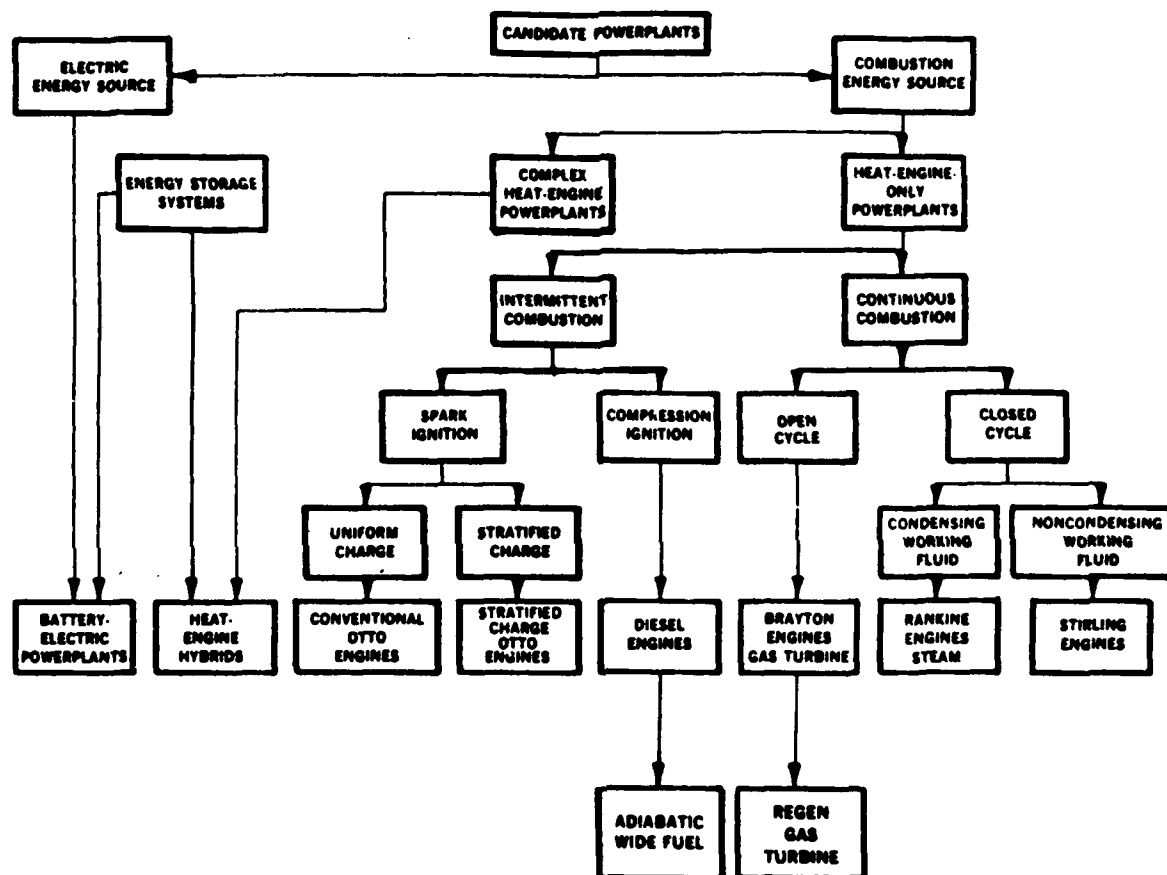 CANDIDATE POWERPLANTS
ELECTRIC
ENERGY SOURCE
COMBUSTION
ENERGY SOURCE
ENERGY STORAGE
SYSTEMS
COMPLEX
HEAT-ENGINE
POWERPLANTS
HEAT-ENGINE-
ONLY
POWERPLANTS
INTERMITTENT
COMBUSTION
CONTINUOUS
COMBUSTION
SPARK
IGNITION
COMPRESSION
IGNITION
OPEN
CYCLE
CLOSED
CYCLE
UNIFORM
CHARGE
STRATIFIED
CHARGE
CONDENSING
WORKING
FLUID
NONCONDENSING
WORKING
FLUID
BATTERY-
ELECTRIC
POWERPLANTS
HEAT-
ENGINE
HYBRIDS
CONVENTIONAL
OTTO
ENGINES
STRATIFIED
CHARGE
OTTO
ENGINES
DIESEL
ENGINES
BRAYTON
ENGINES
GAS TURBINE
RANKINE
ENGINES
STEAM
STIRLING
ENGINES
ADIABATIC
WIDE FUEL
REGEN
GAS
TURBINE